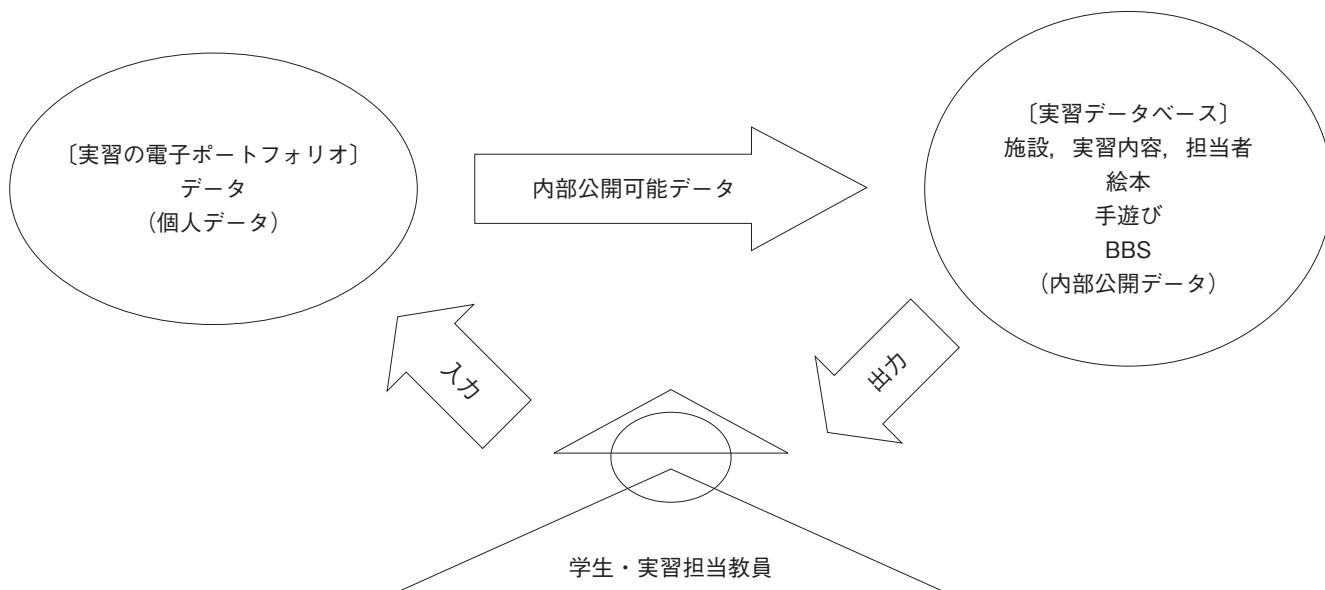 〔実習の電子ポートフォリオ〕
データ
（個人データ）
内部公開可能データ
〔実習データベース〕
施設，実習内容，担当者
絵本
手遊び
BBS
（内部公開データ）
入力
出力
学生・実習担当教員